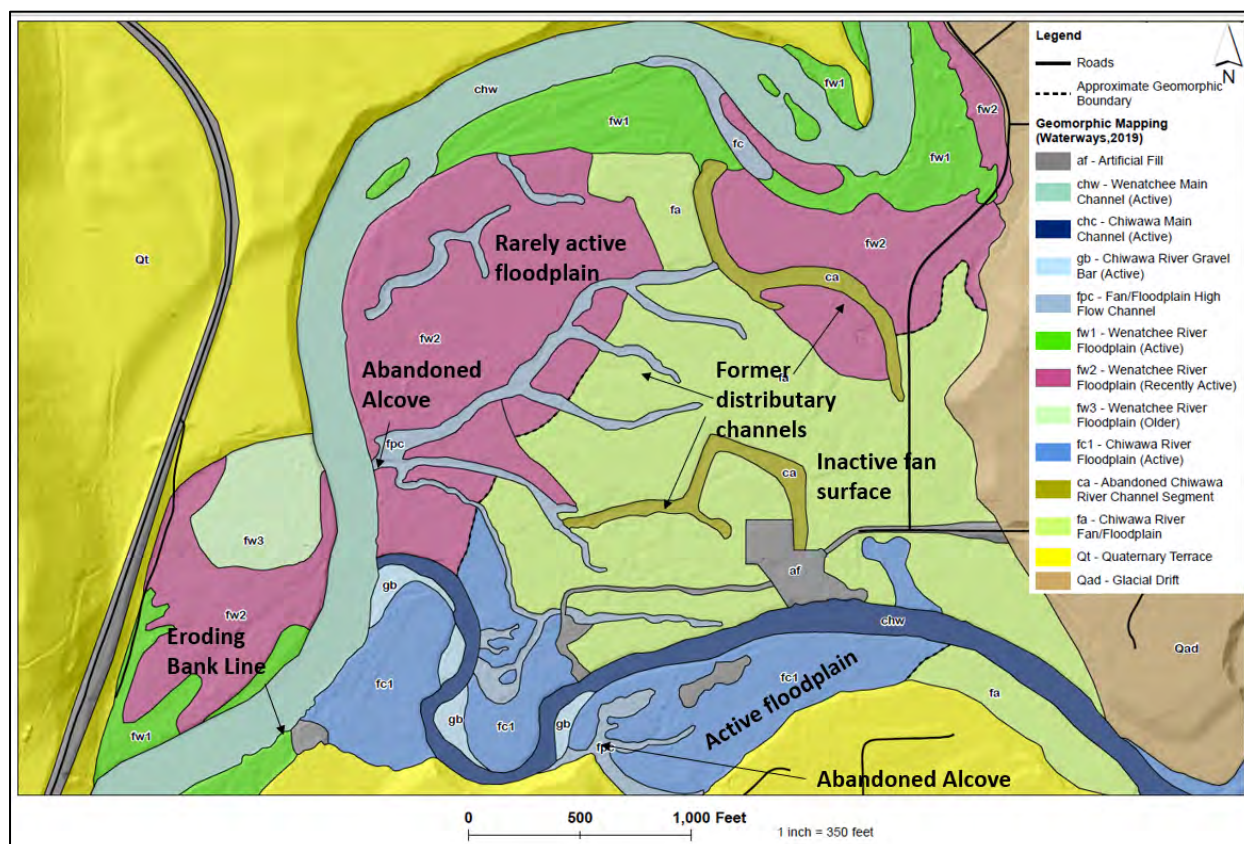 chw
fw1
fw1
fw2
fc
fw1
fa
Rarely active
floodplain
fw2
Qt
ca
fw2
Abandoned
Alcove
Former
distributary
channels
fa
fpc
Inactive fan
surface
ca
fw3
af
gb
fw2
chw
Eroding
Bank Line
Qad
fc1
fc1
Active floodplain
fa
gb
fc1
gb
fw1
fpc
Abandoned Alcove
0 500 1,000 Feet
1 inch = 350 feet
Legend
Roads
Approximate Geomorphic
Boundary
N
Geomorphic Mapping
(Waterways,2019)
af - Artificial Fill
chw - Wenatchee Main
Channel (Active)
chc - Chiwawa Main
Channel (Active)
gb - Chiwawa River Gravel
Bar (Active)
fpc - Fan/Floodplain High
Flow Channel
fw1 - Wenatchee River
Floodplain (Active)
fw2 - Wenatchee River
Floodplain (Recently Active)
fw3 - Wenatchee River
Floodplain (Older)
fc1 - Chiwawa River
Floodplain (Active)
ca - Abandoned Chiwawa
River Channel Segment
fa - Chiwawa River
Fan/Floodplain
Qt - Quaternary Terrace
Qad - Glacial Drift